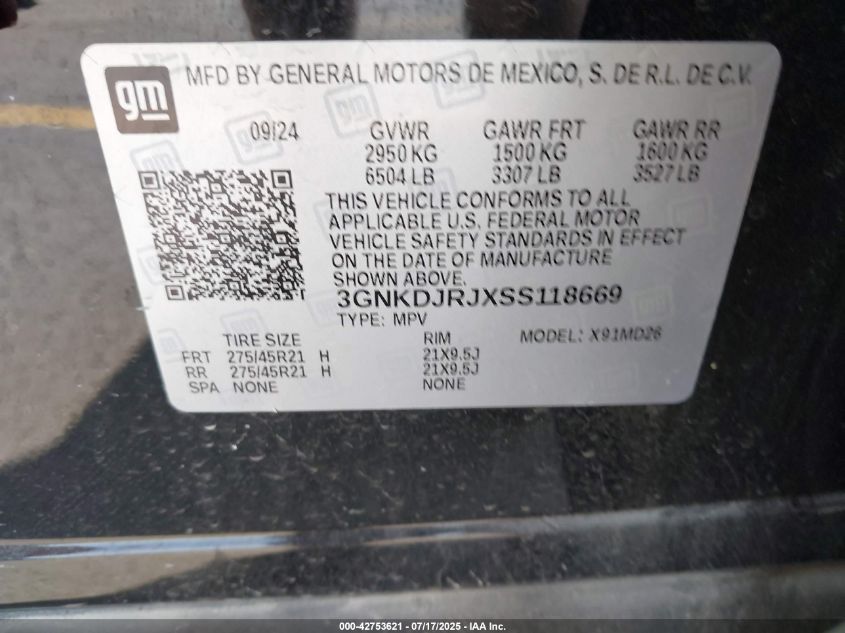 gm
MFD BY GENERAL MOTORS DE MEXICO, S. DE R.L. DE C.V.
09/24 GVWR GAWR FRT GAWR RR
2950 KG 1500 KG 1600 KG
6504 LB 3307 LB 3527 LB
THIS VEHICLE CONFORMS TO ALL
APPLICABLE U.S. FEDERAL MOTOR
VEHICLE SAFETY STANDARDS IN EFFECT
ON THE DATE OF MANUFACTURE
SHOWN ABOVE.
3GNKDJRJXSS118669
TYPE: MPV MODEL: X91MD26
TIRE SIZE RIM
FRT 275/45R21 H 21X9.5J
RR 275/45R21 H 21X9.5J
SPA NONE NONE
000-42753621 - 07/17/2025 - IAA Inc.